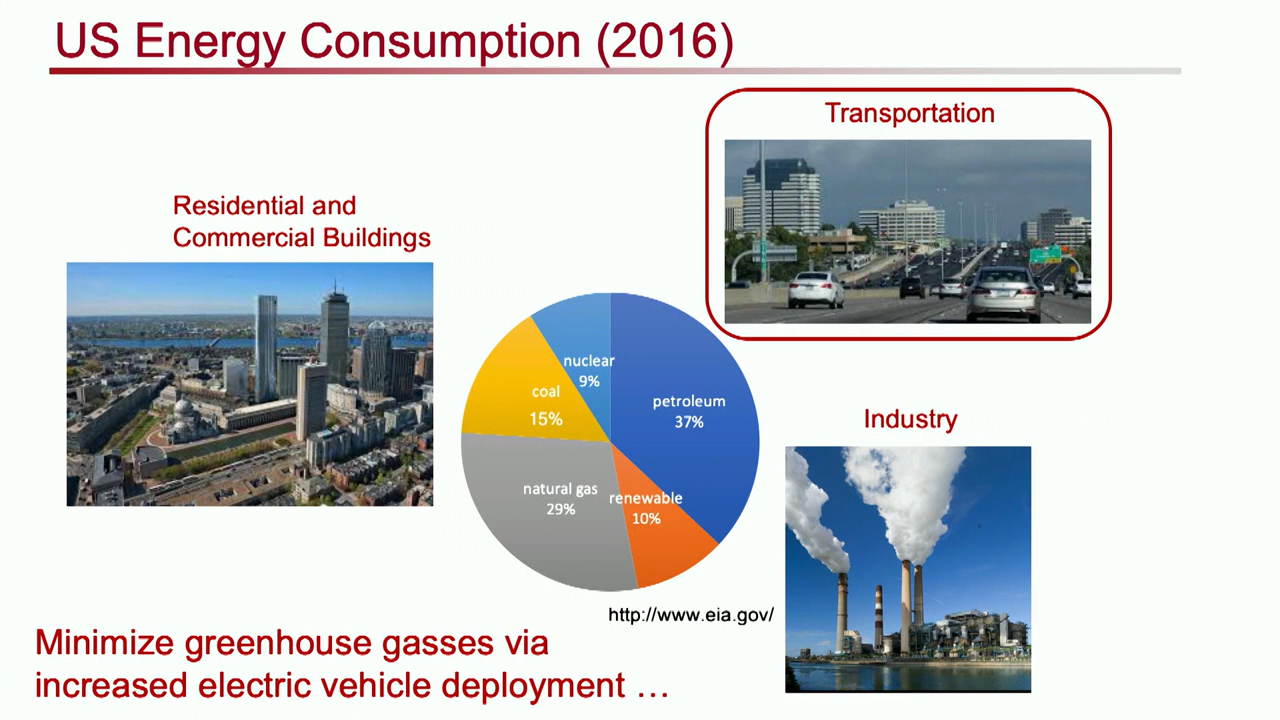 US Energy Consumption (2016)
Transportation
Residential and
Commercial Buildings
nuclear
9%
coal
15%
petroleum
37%
natural gas
29%
renewable
10%
Industry
http://www.eia.gov/
Minimize greenhouse gasses via
increased electric vehicle deployment …